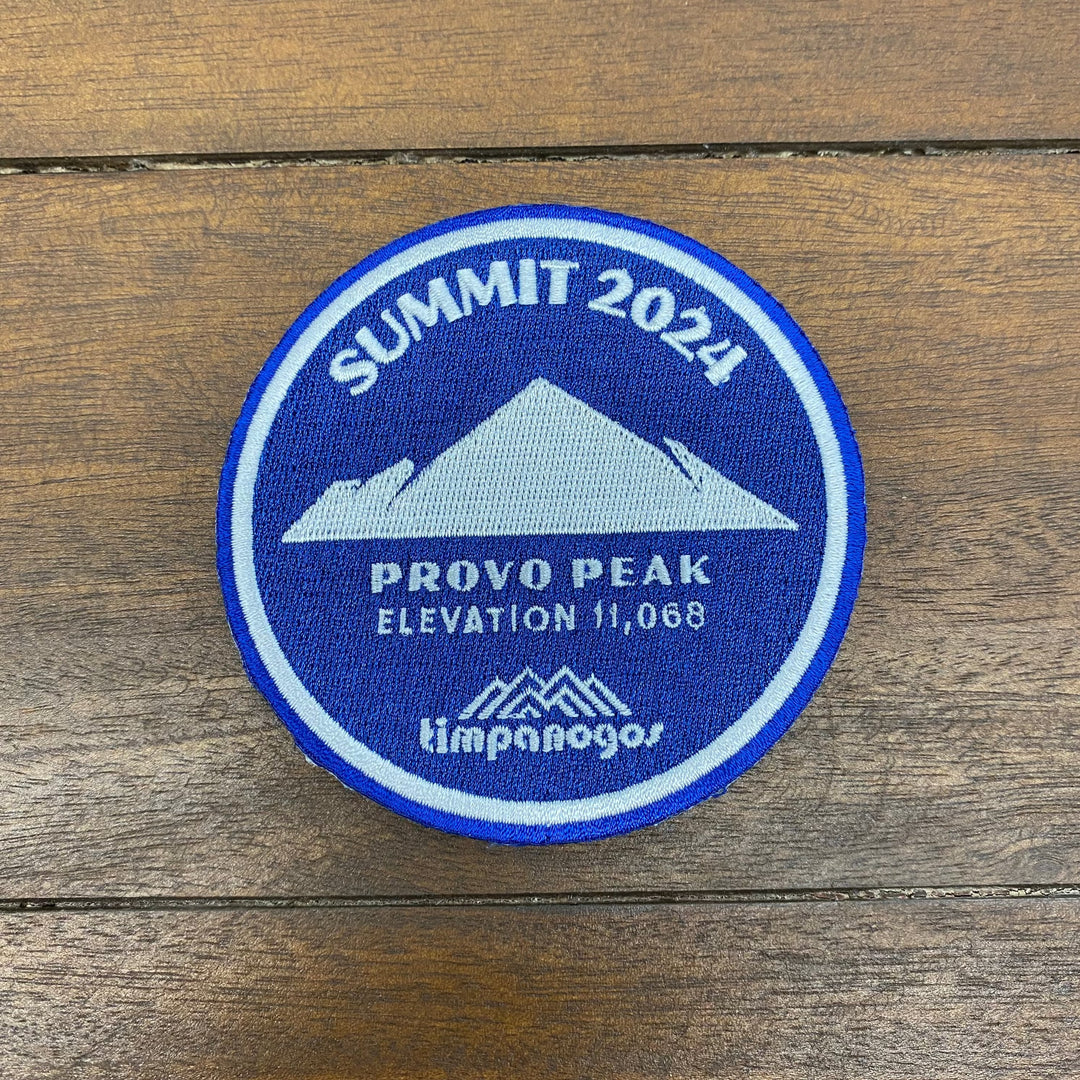 SUMMIT 2024
PROVO PEAK
ELEVATION 11,068
timpanogos